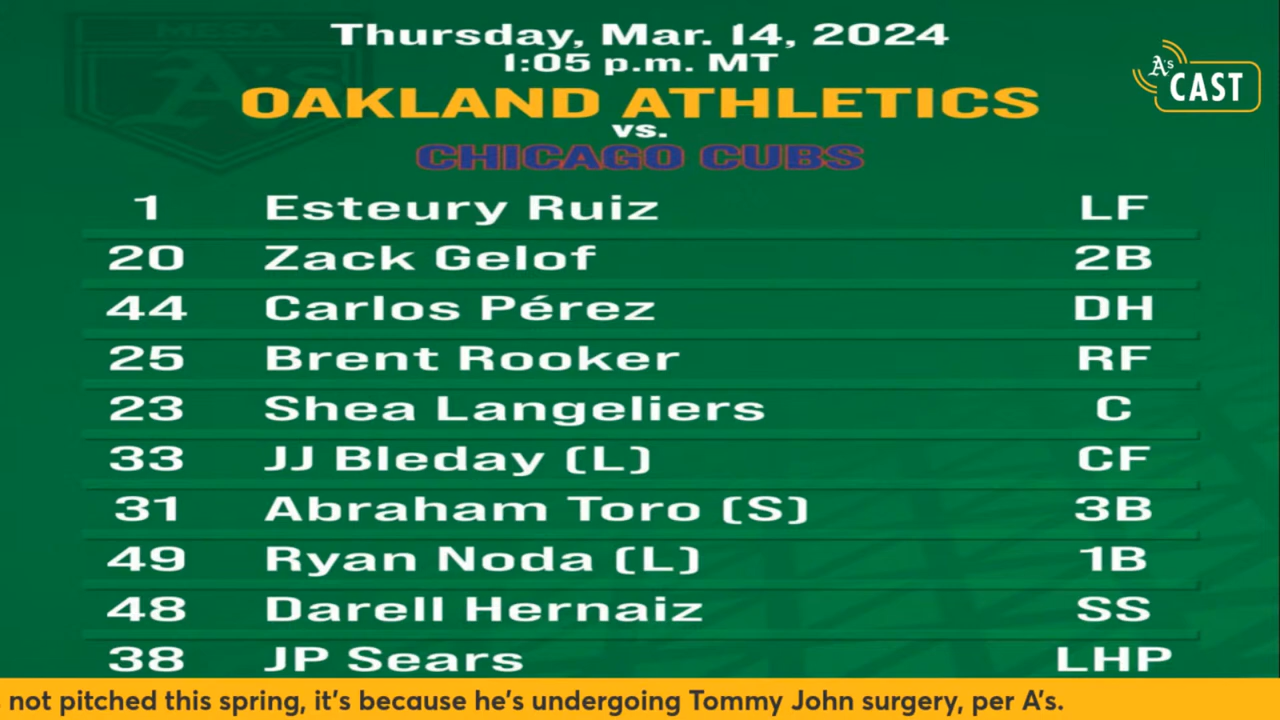 MESA
A's
Thursday, Mar. 14, 2024
1:05 p.m. MT
OAKLAND ATHLETICS
vs.
CHICAGO CUBS
A's
CAST
1 Esteury Ruiz LF
20 Zack Gelof 2B
44 Carlos Pérez DH
25 Brent Rooker RF
23 Shea Langeliers C
33 JJ Bleday (L) CF
31 Abraham Toro (S) 3B
49 Ryan Noda (L) 1B
48 Darell Hernaiz SS
38 JP Sears LHP
not pitched this spring, it's because he's undergoing Tommy John surgery, per A's.